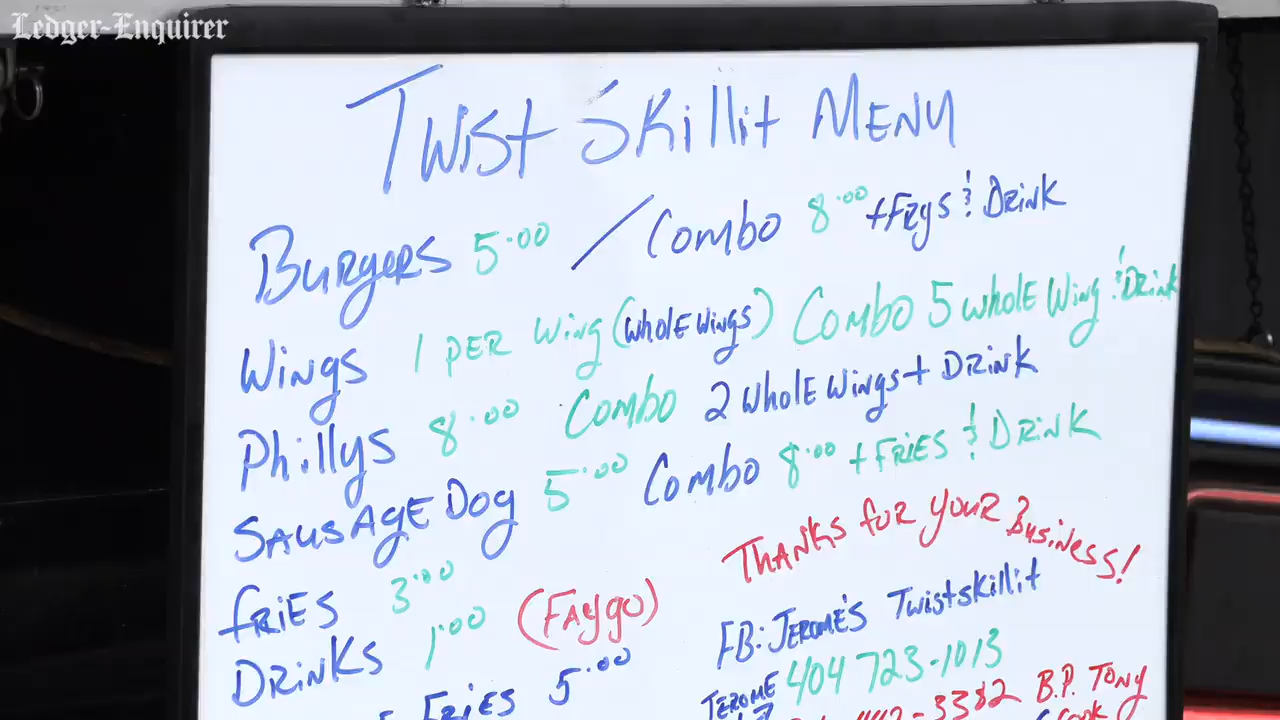 Ledger-Enquirer
Twist Skillit MENU
Burgers 5.00 / Combo 8.00 + Frys & Drink
Wings 1 PER Wing (whole wings) Combo 5 whole Wing & Drink
Phillys 8.00 Combo 2 whole wings + Drink
SAUSAGE DOG 5.00 Combo 8.00 + FRIES & DRINK
THANKS for YOUR Business!
fRIES 3.00
FB: JEROME'S Twistskillit
DRINKS 1.00 (FAYGO)
JEROME 404 723-1013
FRIES 5.00
-3382 B.P. TONY
Cook